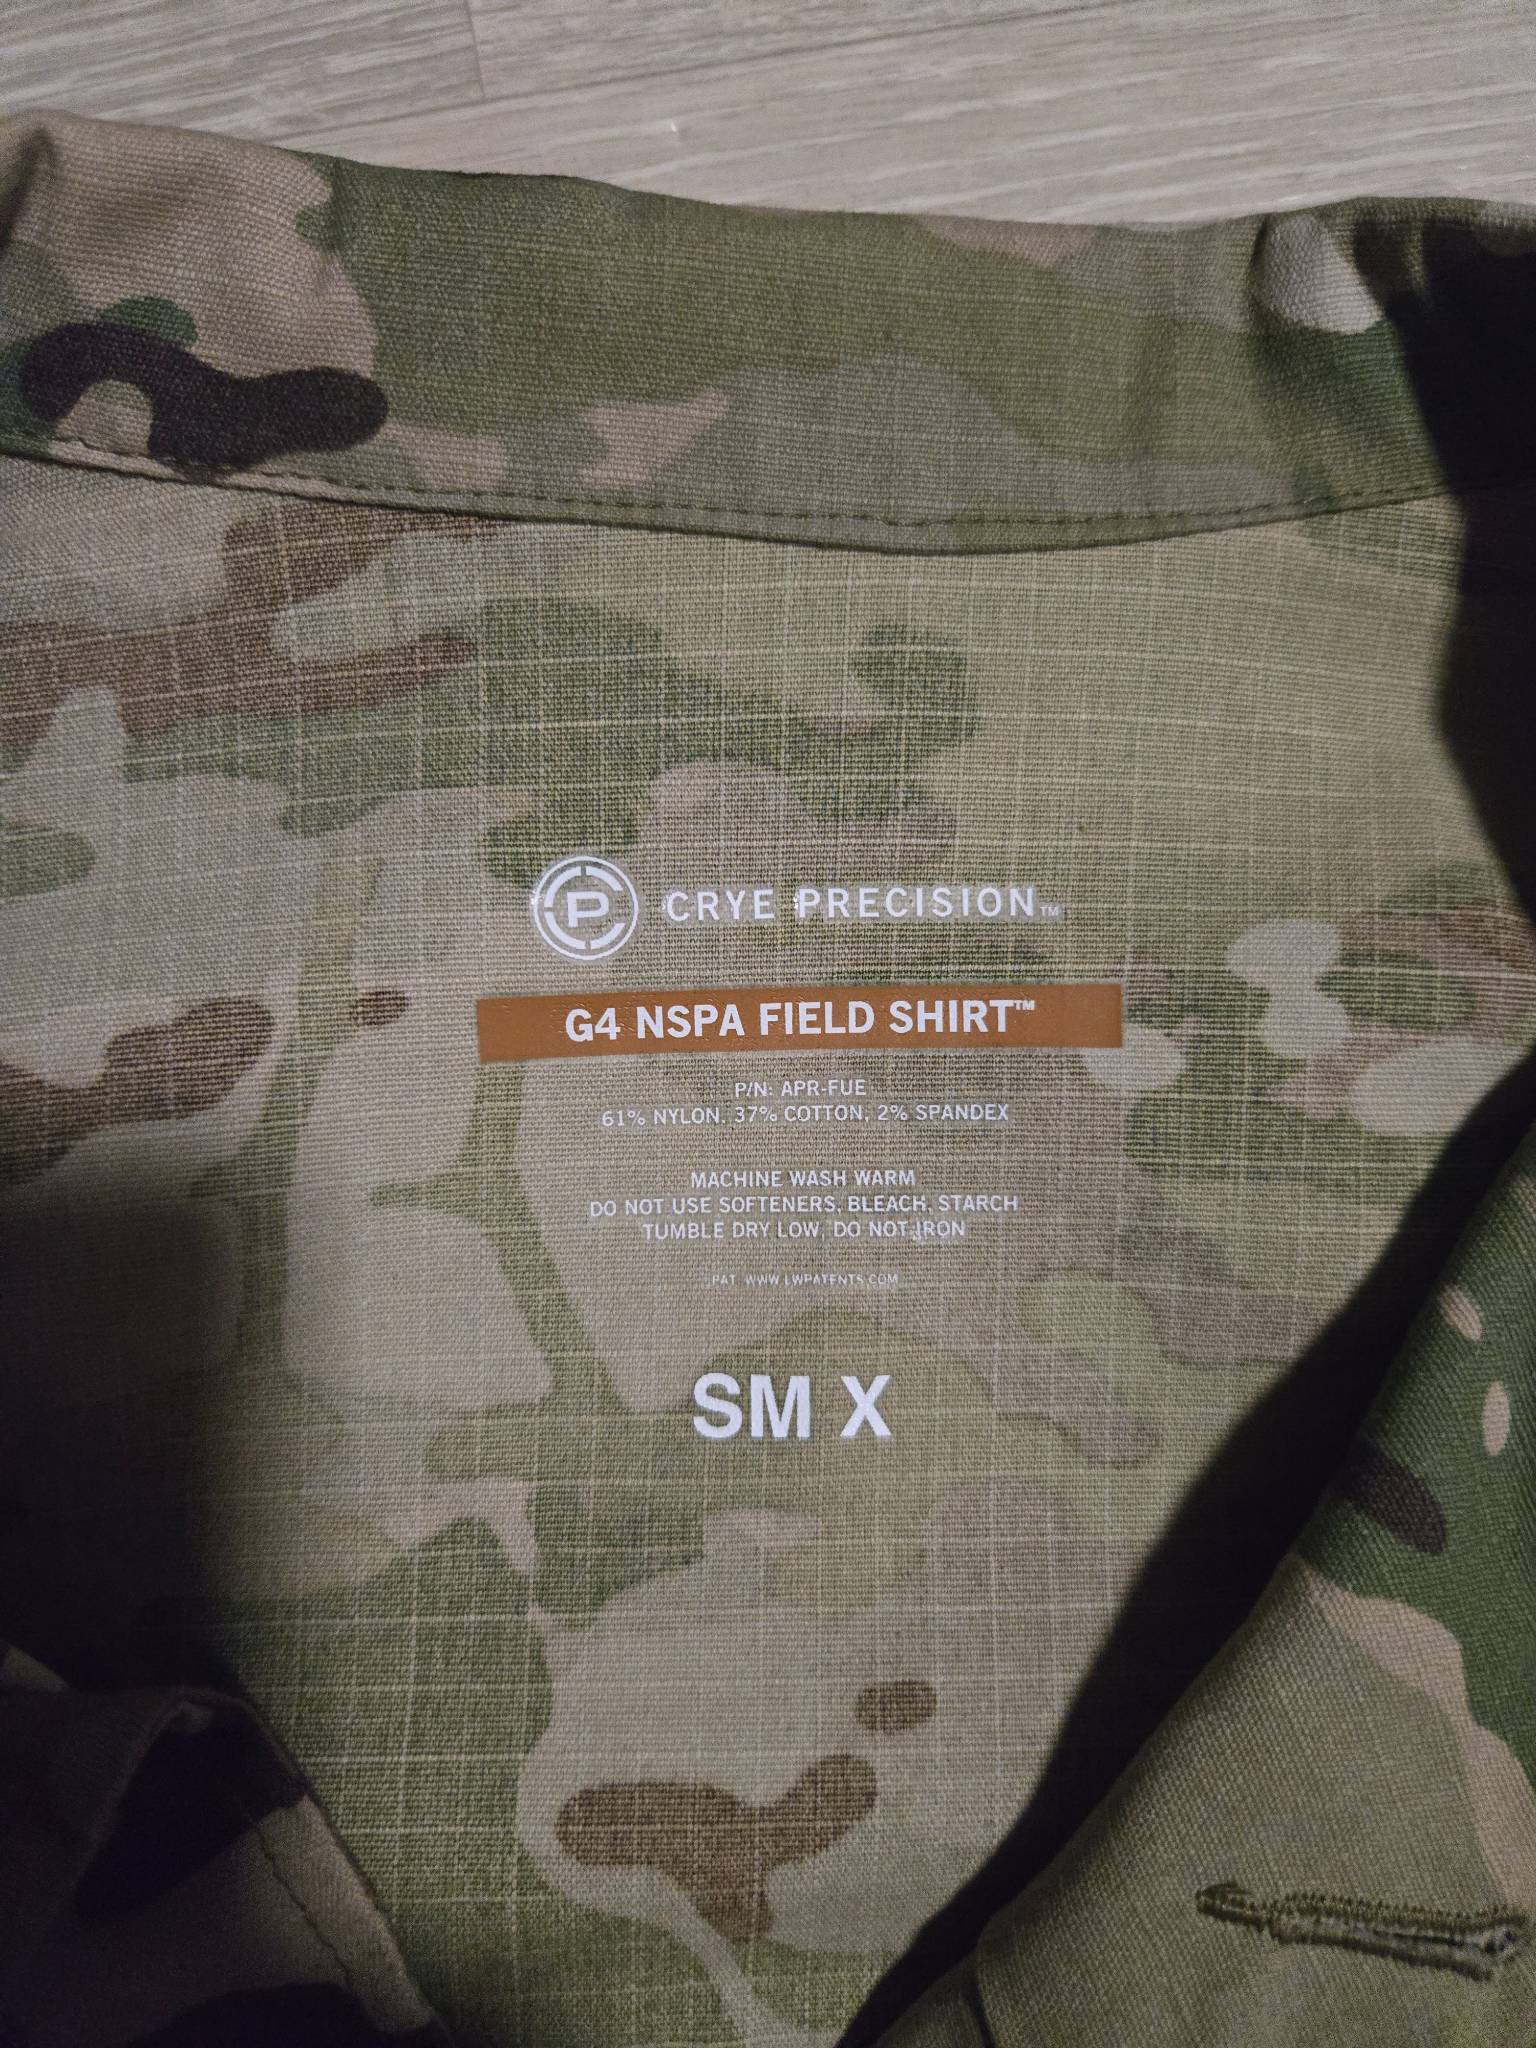 CP CRYE PRECISION™
G4 NSPA FIELD SHIRT™
P/N: APR-FUE
61% NYLON, 37% COTTON, 2% SPANDEX
MACHINE WASH WARM
DO NOT USE SOFTENERS, BLEACH, STARCH
TUMBLE DRY LOW, DO NOT IRON
PAT. WWW.LWPATENTS.COM
SM X